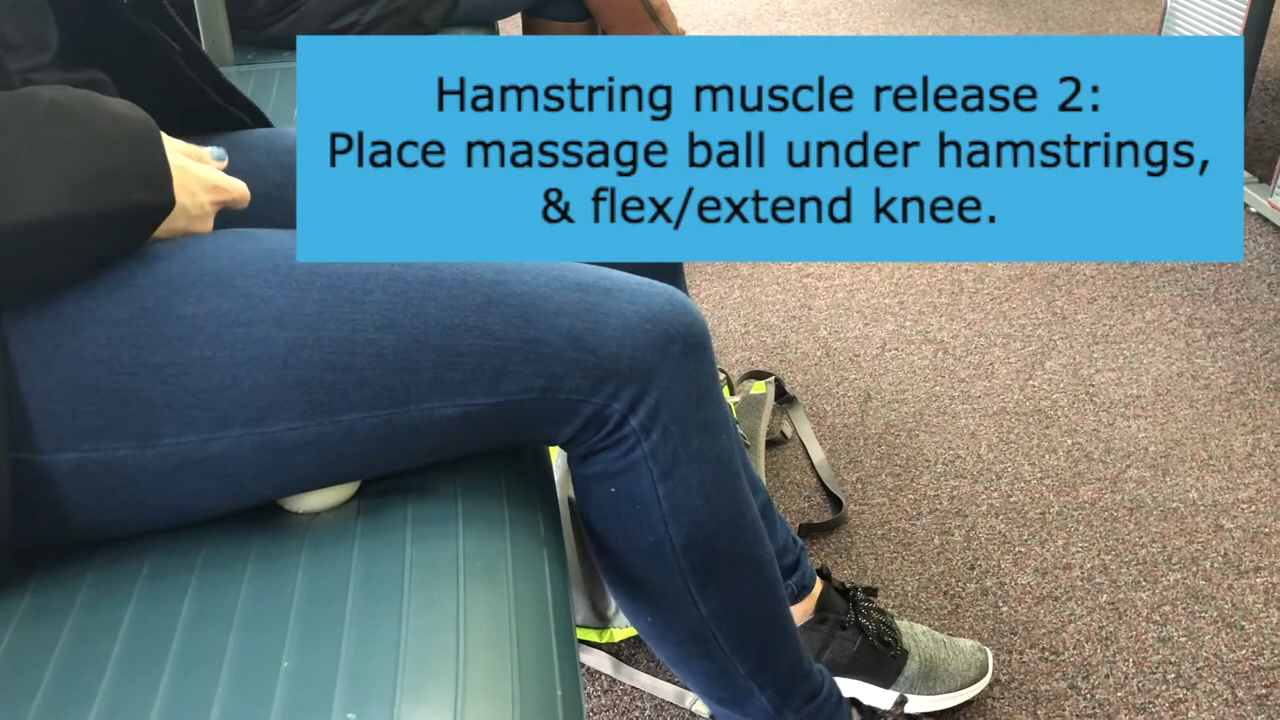 Hamstring muscle release 2:
Place massage ball under hamstrings,
& flex/extend knee.